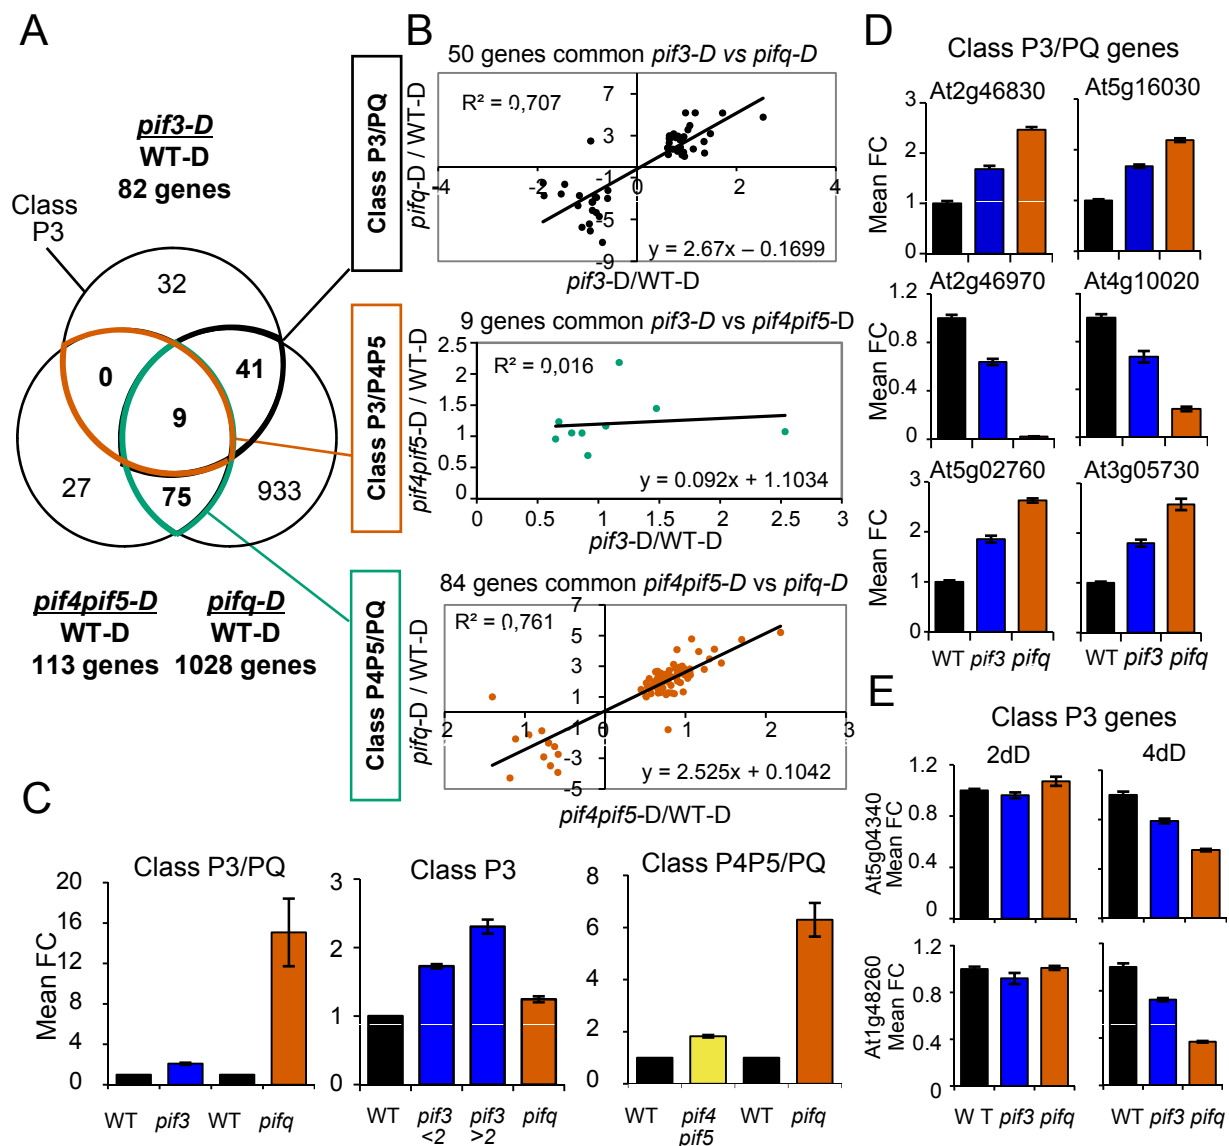 A
pif3-D
WT-D
82 genes
Class
P3
32
0
41
9
27
75
933
pif4pif5-D
WT-D
113 genes
pifq-D
WT-D
1028 genes
Class P3/PQ
Class P3/P4P5
Class P4P5/PQ
B
50 genes common pif3-D vs pifq-D
R² = 0,707
pifq-D / WT-D
7
3
-1
-5
-9
-4
-2
0
2
4
y = 2.67x – 0.1699
pif3-D/WT-D
9 genes common pif3-D vs pif4pif5-D
R² = 0,016
pif4pif5-D / WT-D
2.5
2
1.5
1
0.5
0
0
0.5
1
1.5
2
2.5
3
y = 0.092x + 1.1034
pif3-D/WT-D
84 genes common pif4pif5-D vs pifq-D
R² = 0,761
pifq-D / WT-D
7
5
3
1
-1
-3
-5
-2
-1
0
1
2
3
y = 2.525x + 0.1042
pif4pif5-D/WT-D
C
Class P3/PQ
Mean FC
20
16
12
8
4
0
WT pif3 WT pifq
Class P3
3
2
1
0
WT pif3 pif3 pifq
<2 >2
Class P4P5/PQ
8
6
4
2
0
WT pif4 WT pifq
pif5
D
Class P3/PQ genes
At2g46830
At5g16030
Mean FC
3
2
1
0
At2g46970
At4g10020
Mean FC
1.2
0.8
0.4
0
At5g02760
At3g05730
Mean FC
3
2
1
0
WT pif3 pifq
WT pif3 pifq
E
Class P3 genes
2dD
4dD
At5g04340
Mean FC
1.2
0.8
0.4
0
At1g48260
Mean FC
1.2
0.8
0.4
0
W T pif3 pifq
WT pif3 pifq